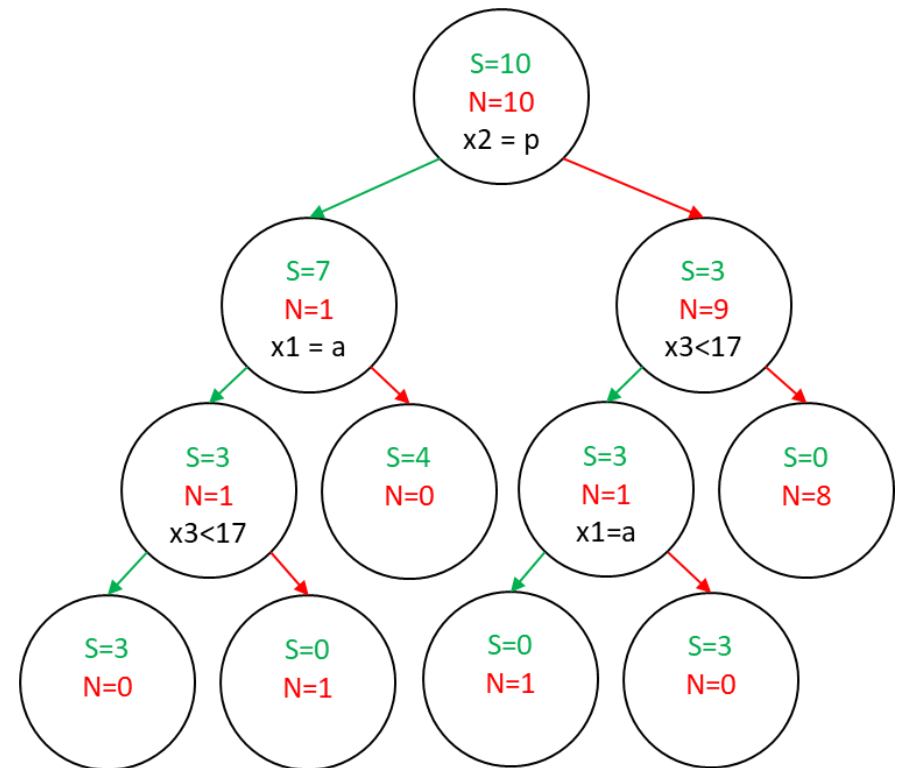 S=10
N=10
x2 = p
S=7
N=1
x1 = a
S=3
N=9
x3<17
S=3
N=1
x3<17
S=4
N=0
S=3
N=1
x1=a
S=0
N=8
S=3
N=0
S=0
N=1
S=0
N=1
S=3
N=0